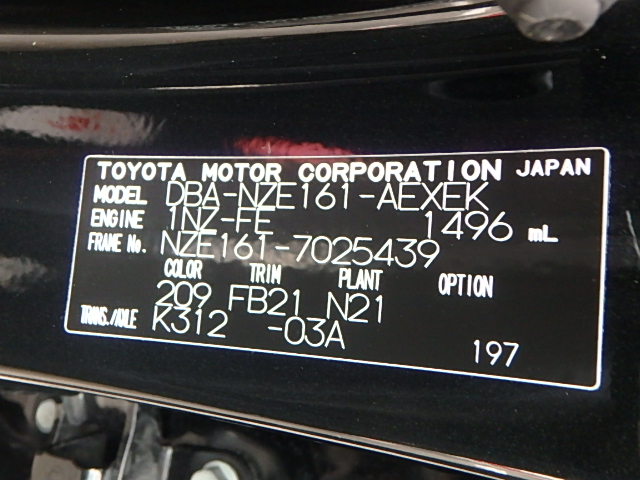 TOYOTA MOTOR CORPORATION JAPAN
MODEL DBA-NZE161-AEXEK
ENGINE 1NZ-FE 1496 mL
FRAME No. NZE161-7025439
COLOR TRIM PLANT OPTION
209 FB21 N21
TRANS./AXLE K312 -03A
197